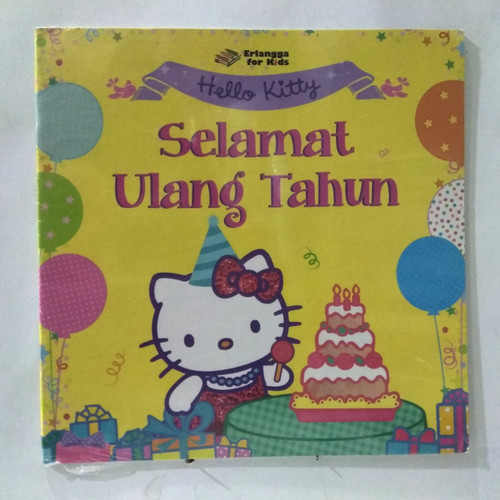 Erlangga
for Kids
Hello Kitty
Selamat
Ulang Tahun